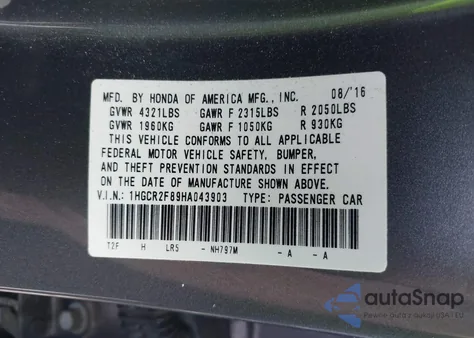 MFD. BY HONDA OF AMERICA MFG., INC. 08/'16
GVWR 4321LBS GAWR F 2315LBS R 2050LBS
GVWR 1960KG GAWR F 1050KG R 930KG
THIS VEHICLE CONFORMS TO ALL APPLICABLE
FEDERAL MOTOR VEHICLE SAFETY, BUMPER,
AND THEFT PREVENTION STANDARDS IN EFFECT
ON THE DATE OF MANUFACTURE SHOWN ABOVE.
V.I.N.: 1HGCR2F89HA043903 TYPE: PASSENGER CAR
T2F H LR5 - NH797M - A - A
autoSnap